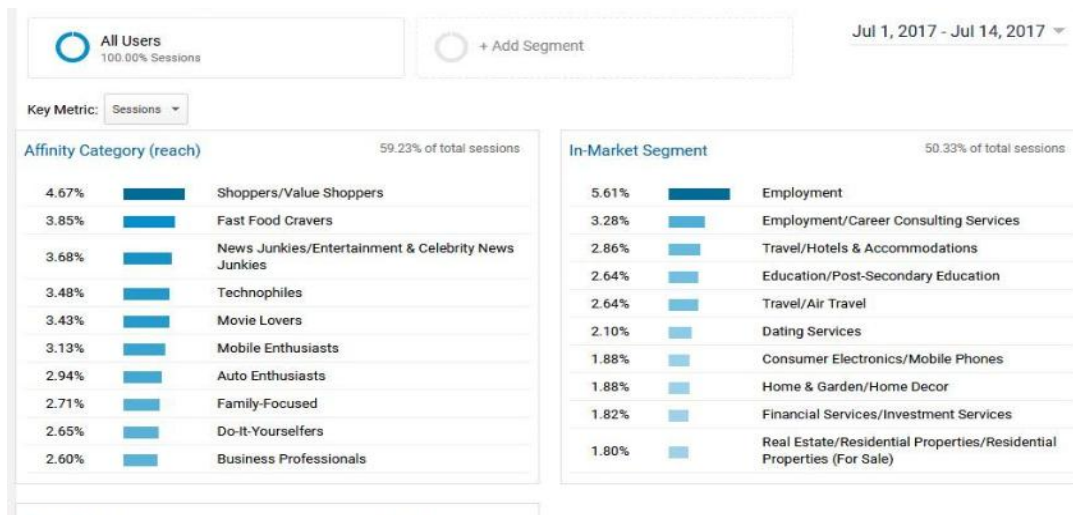 All Users
100.00% Sessions
+ Add Segment
Jul 1, 2017 - Jul 14, 2017
Key Metric: Sessions
Affinity Category (reach) 59.23% of total sessions
4.67% Shoppers/Value Shoppers
3.85% Fast Food Cravers
3.68% News Junkies/Entertainment & Celebrity News
Junkies
3.48% Technophiles
3.43% Movie Lovers
3.13% Mobile Enthusiasts
2.94% Auto Enthusiasts
2.71% Family-Focused
2.65% Do-It-Yourselfers
2.60% Business Professionals
In-Market Segment 50.33% of total sessions
5.61% Employment
3.28% Employment/Career Consulting Services
2.86% Travel/Hotels & Accommodations
2.64% Education/Post-Secondary Education
2.64% Travel/Air Travel
2.10% Dating Services
1.88% Consumer Electronics/Mobile Phones
1.88% Home & Garden/Home Decor
1.82% Financial Services/Investment Services
1.80% Real Estate/Residential Properties/Residential
Properties (For Sale)